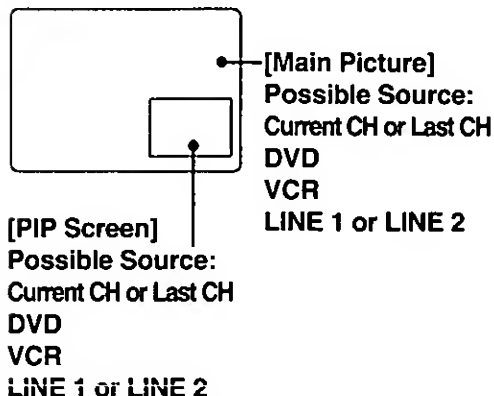 [Main Picture]
Possible Source:
Current CH or Last CH
DVD
VCR
LINE 1 or LINE 2
[PIP Screen]
Possible Source:
Current CH or Last CH
DVD
VCR
LINE 1 or LINE 2